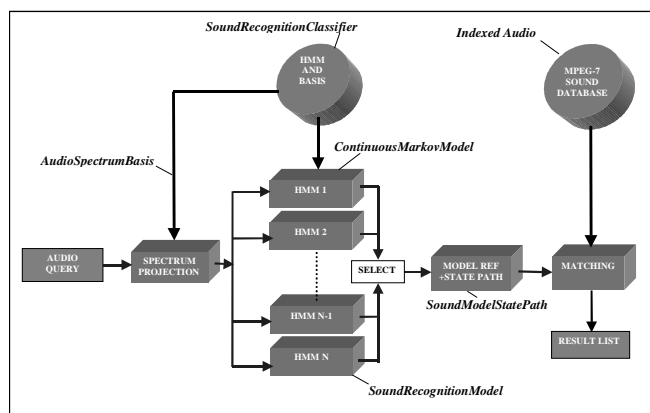 SoundRecognitionClassifier
Indexed Audio
HMM
AND
BASIS
MPEG-7
SOUND
DATABASE
AudioSpectrumBasis
ContinuousMarkovModel
HMM 1
HMM 2
AUDIO
QUERY
SPECTRUM
PROJECTION
SELECT
MODEL REF
+STATE PATH
MATCHING
SoundModelStatePath
HMM N-1
HMM N
RESULT LIST
SoundRecognitionModel